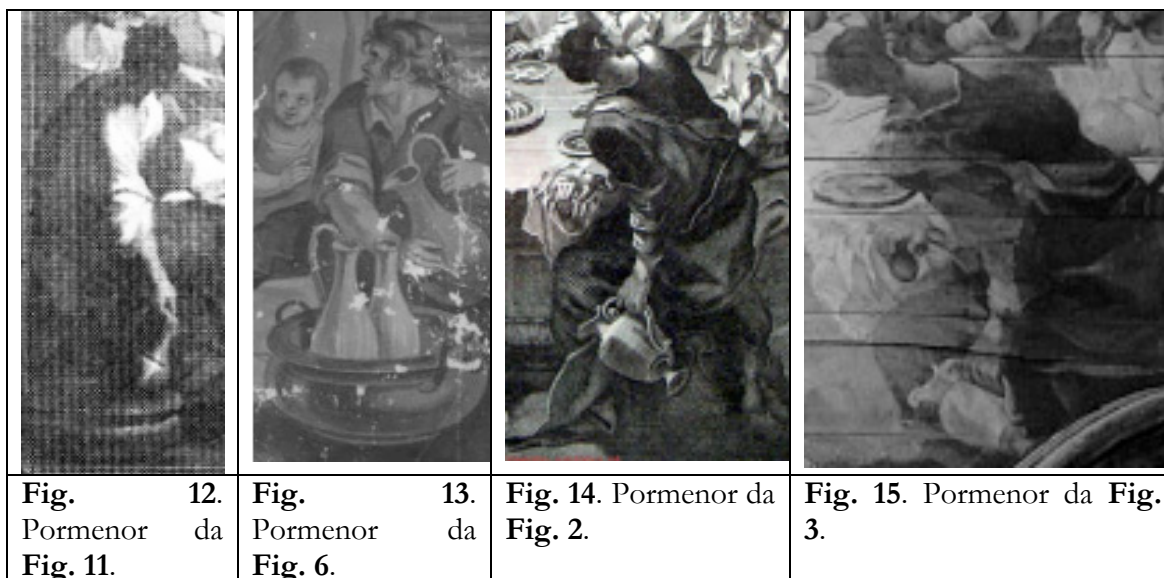 Fig. 12.
Pormenor da
Fig. 11.
Fig. 13.
Pormenor da
Fig. 6.
Fig. 14. Pormenor da
Fig. 2.
Fig. 15. Pormenor da Fig.
3.